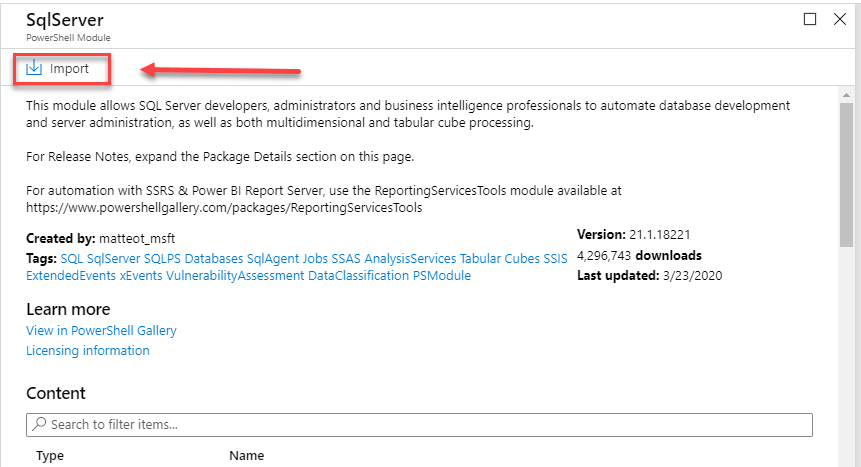 SqlServer
PowerShell Module
Import
This module allows SQL Server developers, administrators and business intelligence professionals to automate database development
and server administration, as well as both multidimensional and tabular cube processing.
For Release Notes, expand the Package Details section on this page.
For automation with SSRS & Power BI Report Server, use the ReportingServicesTools module available at
https://www.powershellgallery.com/packages/ReportingServicesTools
Created by: matteot_msft
Tags: SQL SqlServer SQLPS Databases SqlAgent Jobs SSAS AnalysisServices Tabular Cubes SSIS
ExtendedEvents xEvents VulnerabilityAssessment DataClassification PSModule
Version: 21.1.18221
4,296,743 downloads
Last updated: 3/23/2020
Learn more
View in PowerShell Gallery
Licensing information
Content
Search to filter items...
Type Name